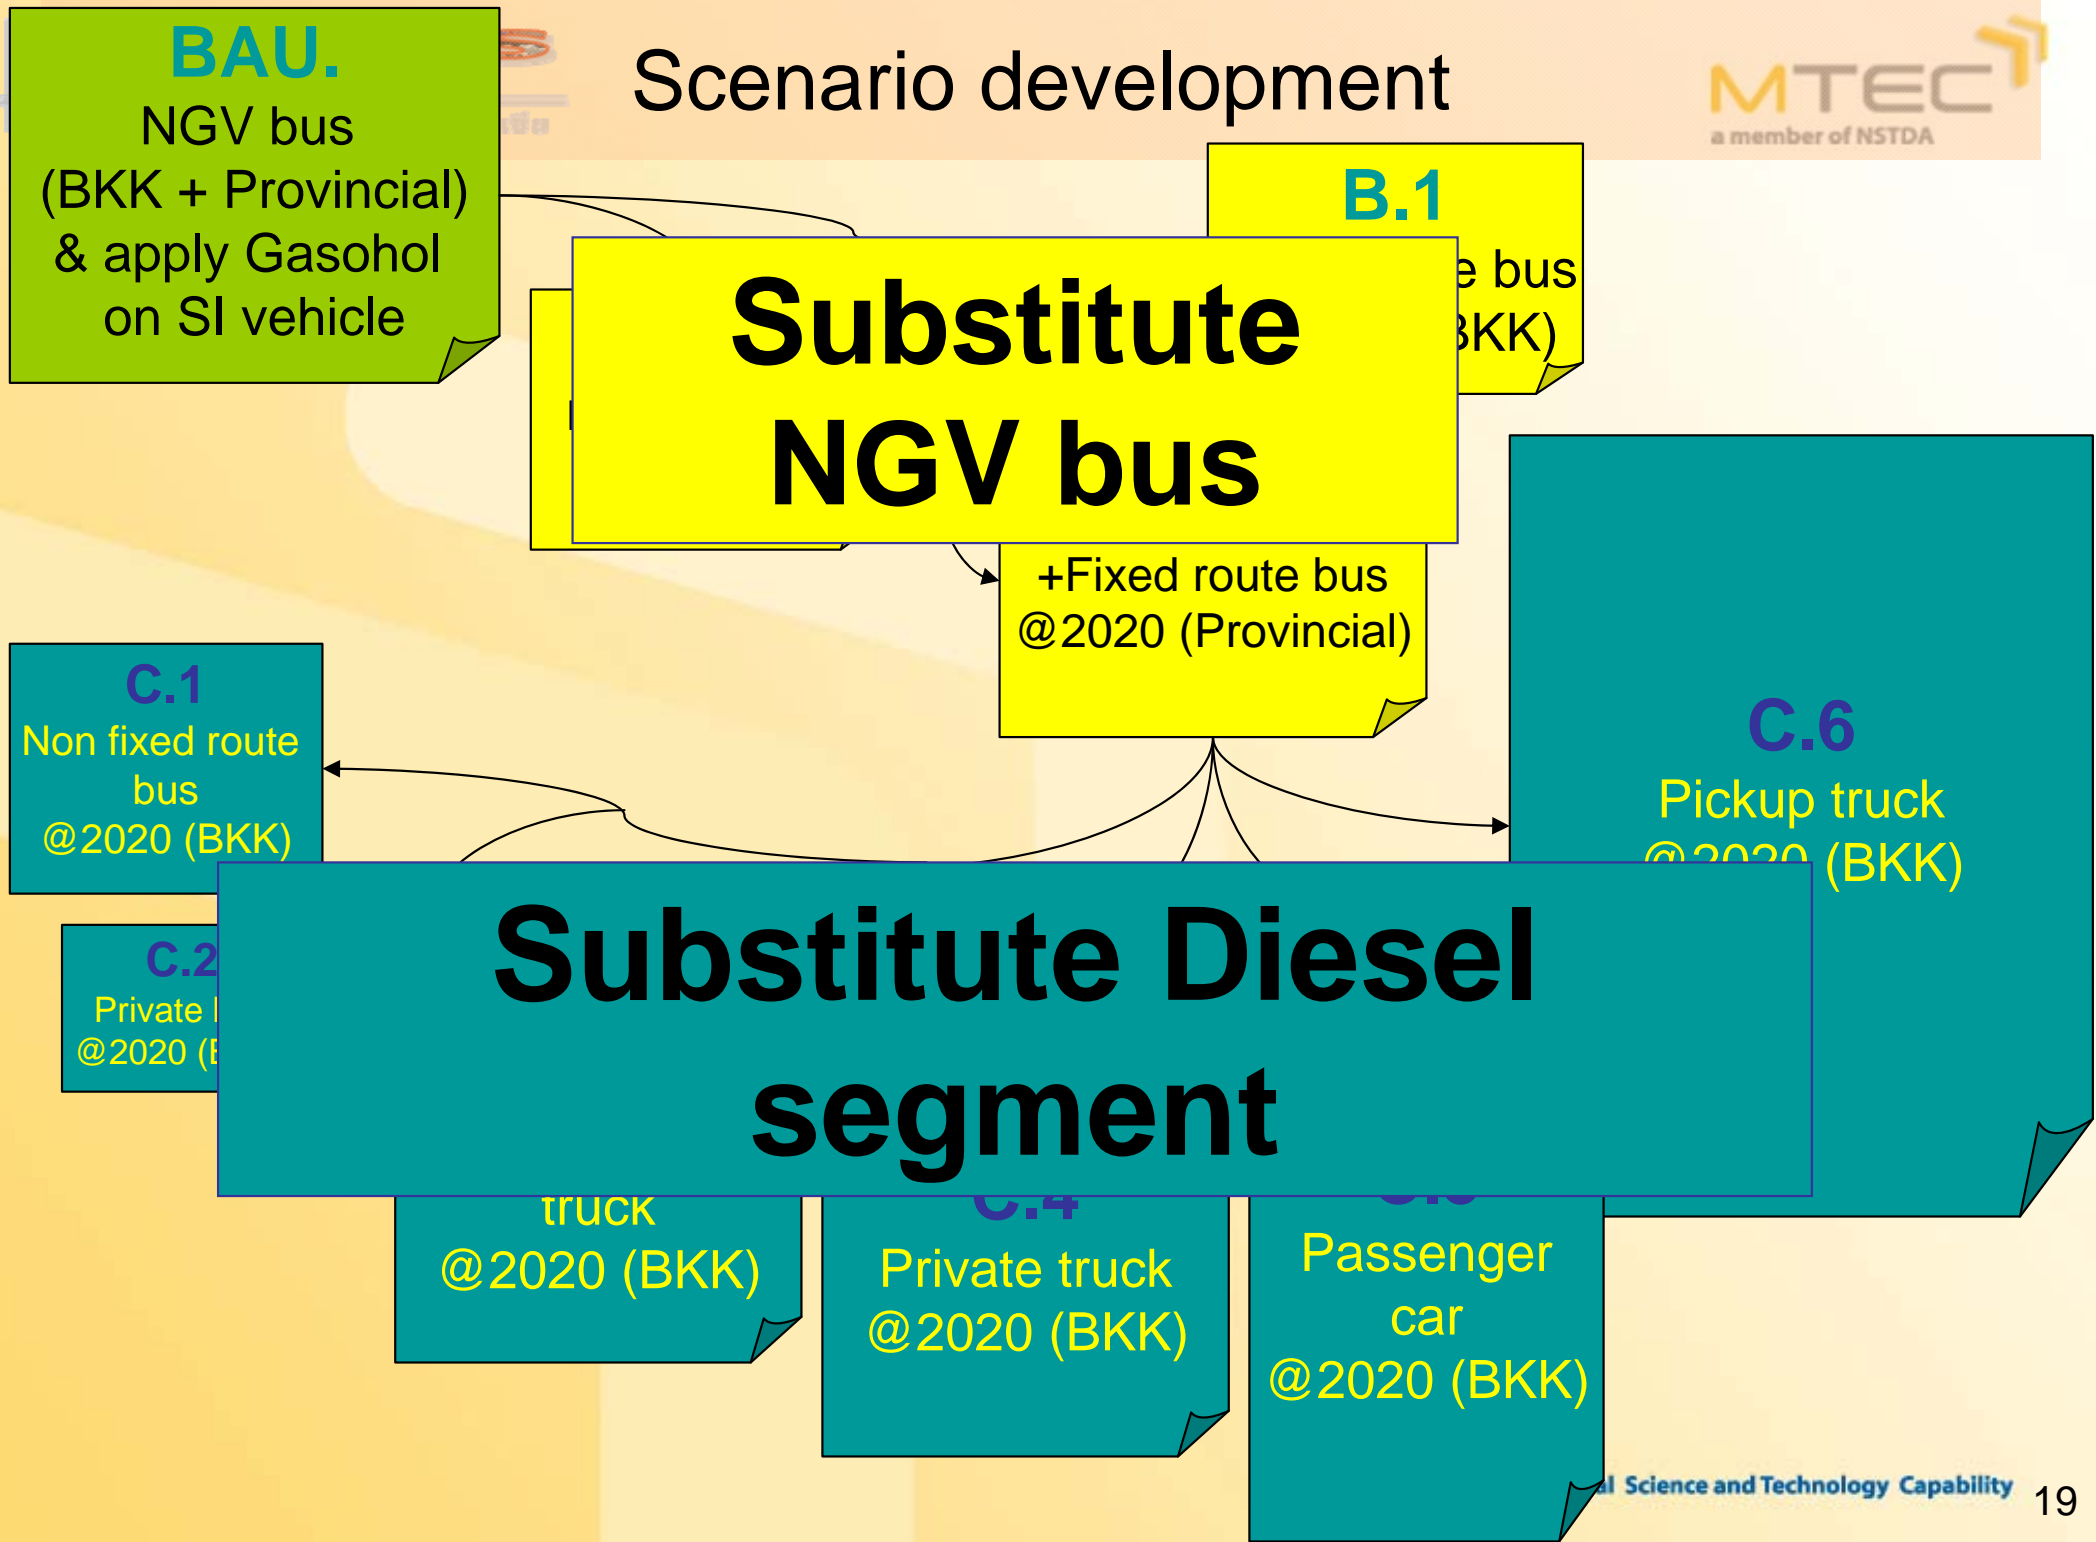 BAU.
NGV bus
(BKK + Provincial)
& apply Gasohol
on SI vehicle
Scenario development
MTEC
a member of NSTDA
B.1
bus
Substitute
NGV bus
+Fixed route bus
@2020 (Provincial)
C.1
Non fixed route
bus
@2020 (BKK)
C.6
Pickup truck
@2020 (BKK)
C.2
Private
@2020
Substitute Diesel
segment
truck
@2020 (BKK)
C.4
Private truck
@2020 (BKK)
Passenger
car
@2020 (BKK)
Science and Technology Capability
19